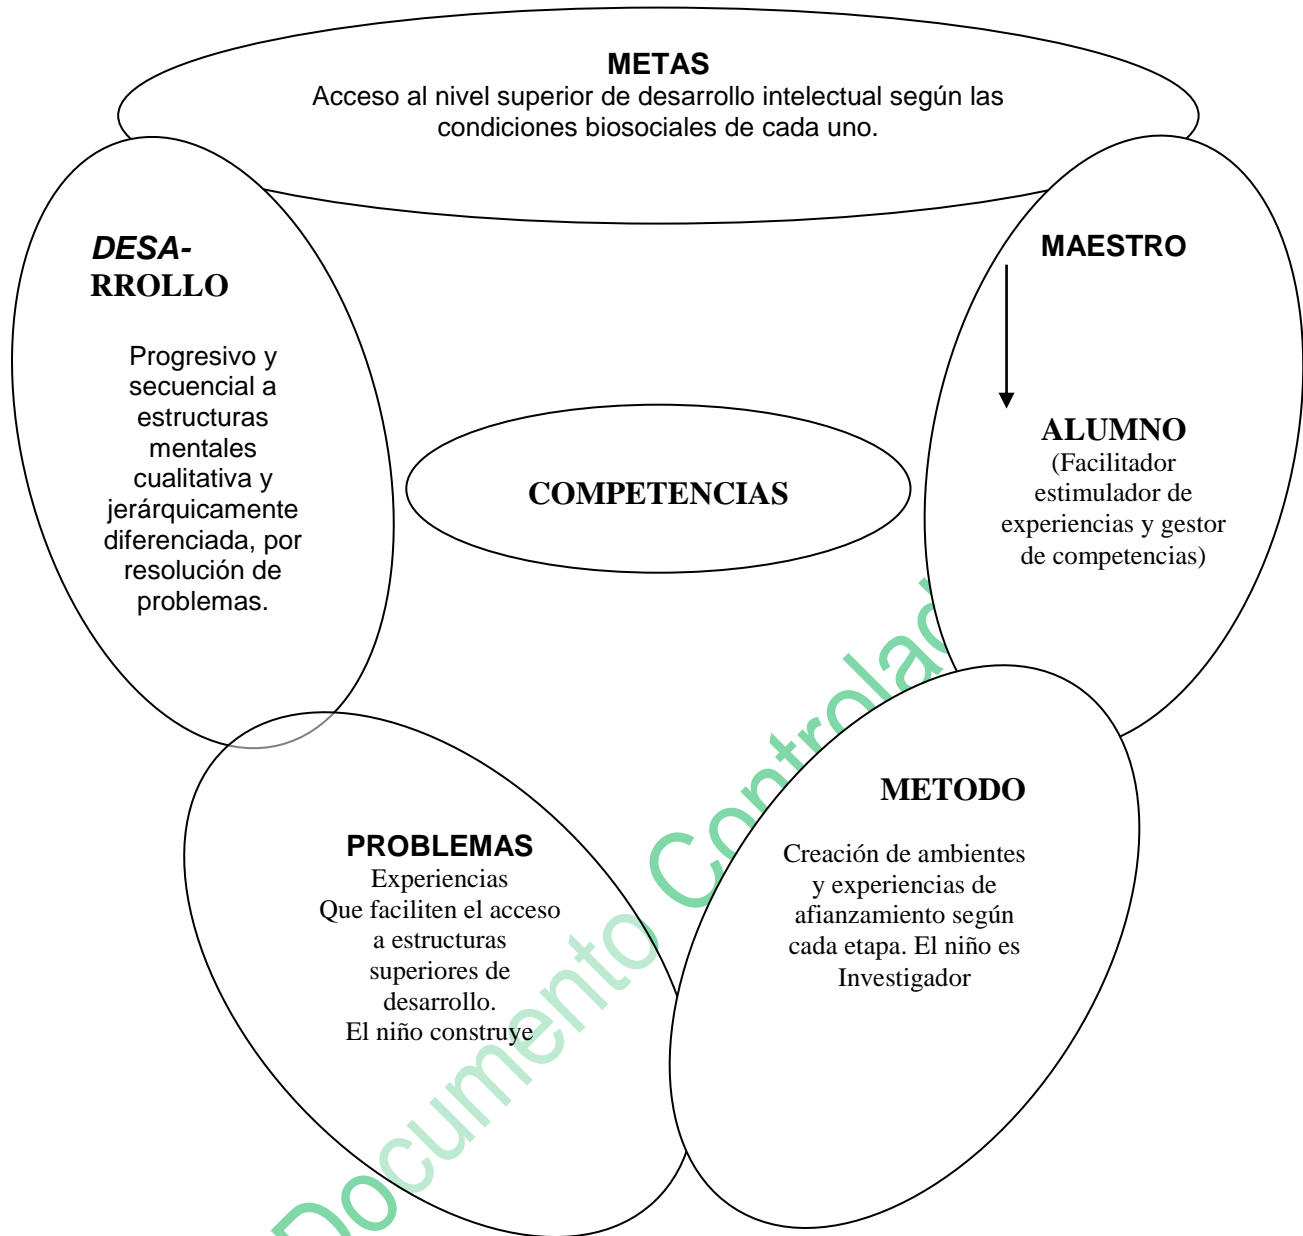 METAS
Acceso al nivel superior de desarrollo intelectual según las
condiciones biosociales de cada uno.
DESA-
RROLLO
Progresivo y
secuencial a
estructuras
mentales
cualitativa y
jerárquicamente
diferenciada, por
resolución de
problemas.
MAESTRO
ALUMNO
(Facilitador
estimulador de
experiencias y gestor
de competencias)
COMPETENCIAS
PROBLEMAS
Experiencias
Que faciliten el acceso
a estructuras
superiores de
desarrollo.
El niño construye
METODO
Creación de ambientes
y experiencias de
afianzamiento según
cada etapa. El niño es
Investigador
Documento Controlad